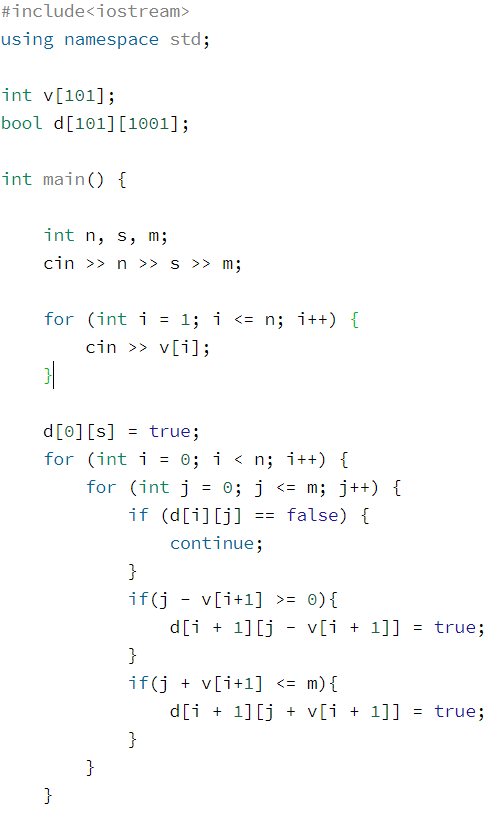 #include<iostream>
using namespace std;

int v[101];
bool d[101][1001];

int main() {

    int n, s, m;
    cin >> n >> s >> m;

    for (int i = 1; i <= n; i++) {
        cin >> v[i];
    }

    d[0][s] = true;
    for (int i = 0; i < n; i++) {
        for (int j = 0; j <= m; j++) {
            if (d[i][j] == false) {
                continue;
            }
            if(j - v[i+1] >= 0){
                d[i + 1][j - v[i + 1]] = true;
            }
            if(j + v[i+1] <= m){
                d[i + 1][j + v[i + 1]] = true;
            }
        }
    }